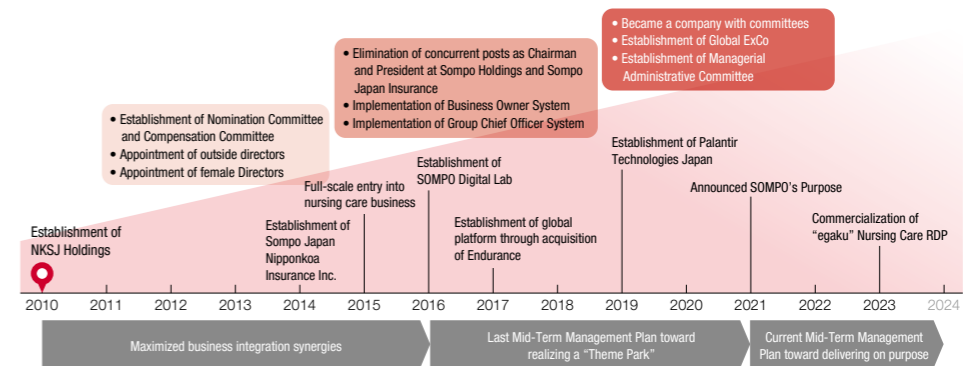 • Became a company with committees
• Establishment of Global ExCo
• Establishment of Managerial
Administrative Committee
• Elimination of concurrent posts as Chairman
and President at Sompo Holdings and Sompo
Japan Insurance
• Implementation of Business Owner System
• Implementation of Group Chief Officer System
• Establishment of Nomination Committee
and Compensation Committee
• Appointment of outside directors
• Appointment of female Directors
Establishment of
NKSJ Holdings
Establishment of
Sompo Japan
Nipponkoa
Insurance Inc.
Full-scale entry into
nursing care business
Establishment of
SOMPO Digital Lab
Establishment of global
platform through acquisition
of Endurance
Establishment of Palantir
Technologies Japan
Announced SOMPO's Purpose
Commercialization of
“egaku” Nursing Care RDP
2010 2011 2012 2013 2014 2015 2016 2017 2018 2019 2020 2021 2022 2023 2024
Maximized business integration synergies
Last Mid-Term Management Plan toward
realizing a “Theme Park”
Current Mid-Term Management
Plan toward delivering on purpose